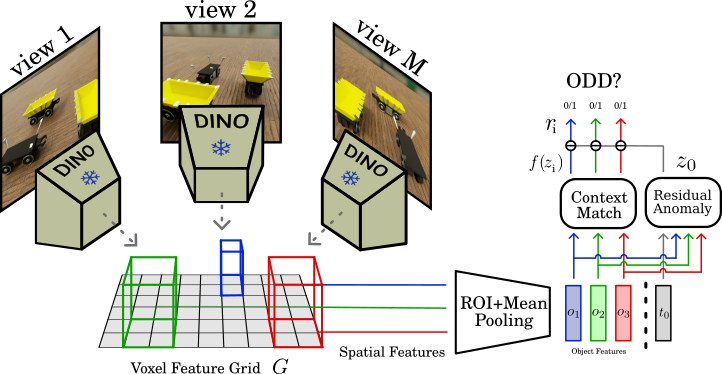 view 1
view 2
view M
DINO
DINO
DINO
Voxel Feature Grid G
Spatial Features
ROI+Mean
Pooling
ODD?
0/1 0/1 0/1
r_i
f(z_i)
z_0
Context
Match
Residual
Anomaly
o_1 o_2 o_3 t_0
Object Features